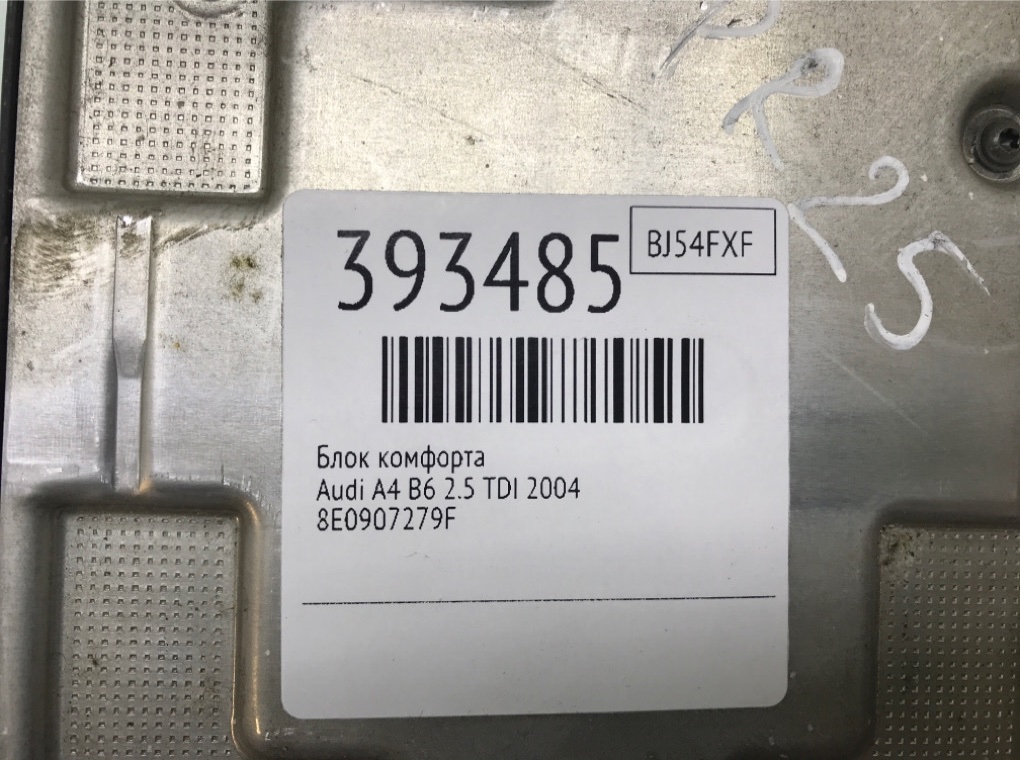 393485
BJ54FXF
Блок комфорта
Audi A4 B6 2.5 TDI 2004
8E0907279F